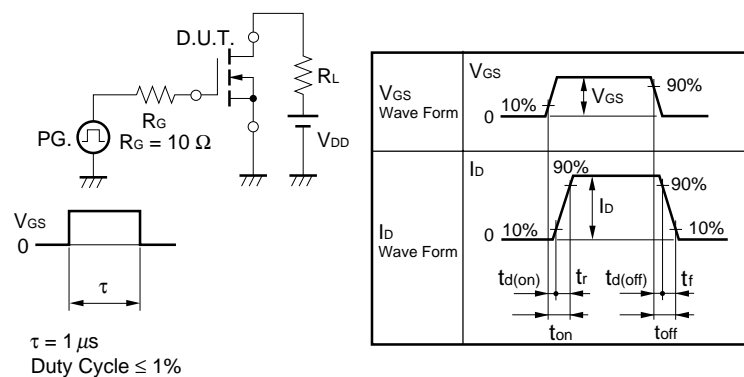 D.U.T.
RL
RG
PG.
RG = 10 Ω
VDD
VGS
0
τ
τ = 1 μs
Duty Cycle ≤ 1%
VGS
Wave Form
VGS
10%
0
VGS
90%
ID
Wave Form
ID
90%
90%
ID
10%
0
10%
td(on)
tr
td(off)
tf
ton
toff